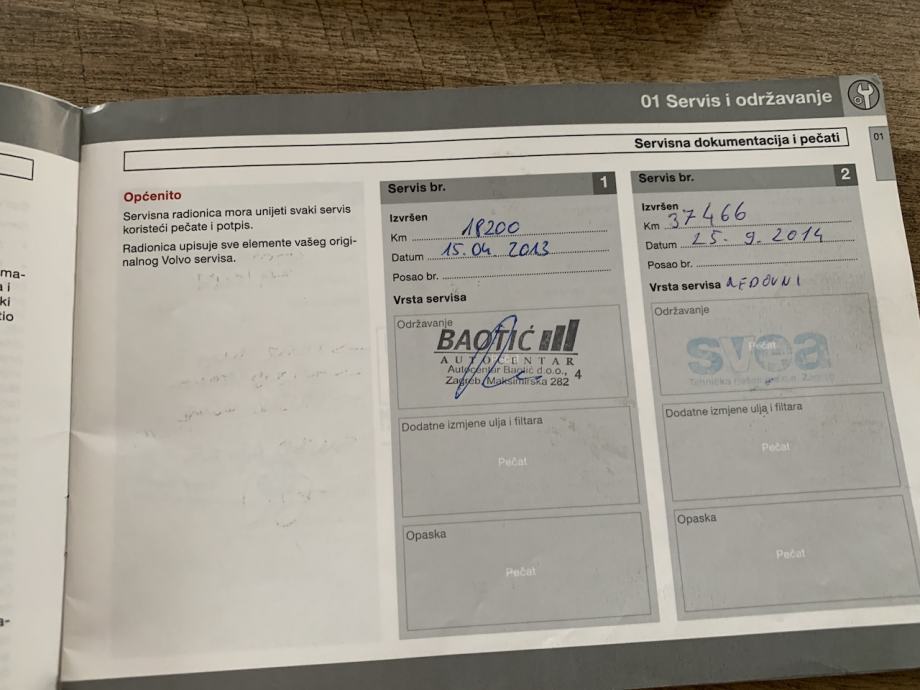 01 Servis i održavanje
Servisna dokumentacija i pečati
01
Općenito
Servisna radionica mora unijeti svaki servis
koristeći pečate i potpis.
Radionica upisuje sve elemente vašeg origi-
nalnog Volvo servisa.
Servis br. 1
Izvršen
Km 18200
Datum 15.04.2013
Posao br.
Vrsta servisa
Održavanje
BAOTIĆ
AUTOCENTAR
Autocentar Baotić d.o.o., 4
Zagreb, Maksimirska 282
Dodatne izmjene ulja i filtara
Pečat
Opaska
Pečat
Servis br. 2
Izvršen
Km 37466
Datum 25. 9. 2014
Posao br.
Vrsta servisa REDOVNI
Održavanje
Pečat
svea
Dodatne izmjene ulja i filtara
Pečat
Opaska
Pečat
ma-
a i
ki
tio
a-